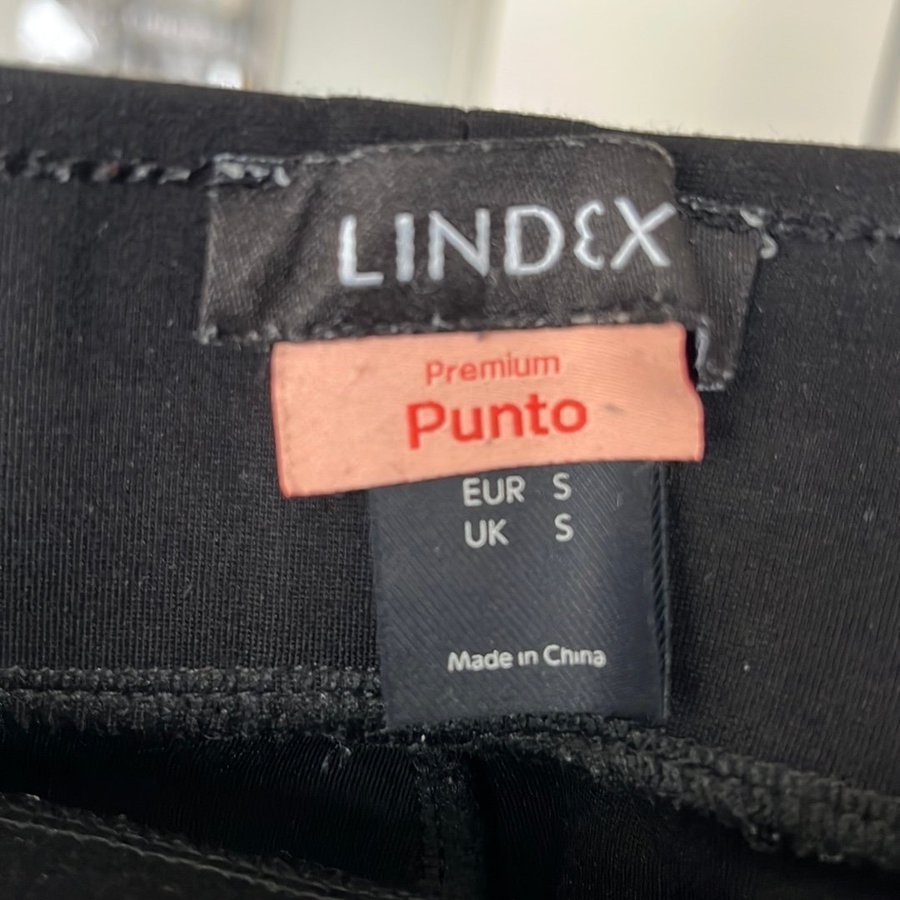 LINDEX
Premium
Punto
EUR S
UK S
Made in China